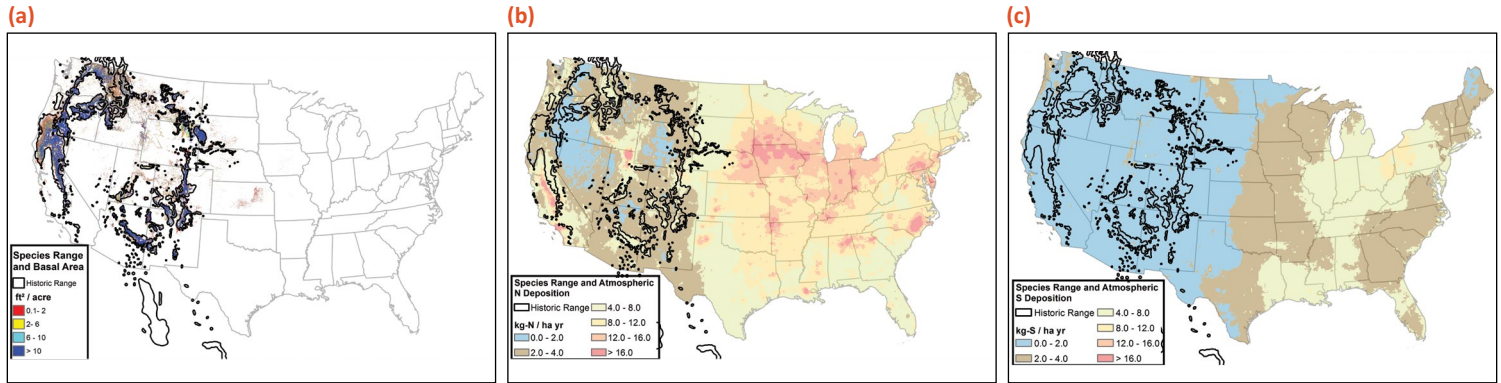 (a)
Species Range
and Basal Area
Historic Range
ft² / acre
0.1- 2
2- 6
6 - 10
> 10
(b)
Species Range and Atmospheric
N Deposition
Historic Range
kg-N / ha yr
0.0 - 2.0
2.0 - 4.0
4.0 - 8.0
8.0 - 12.0
12.0 - 16.0
> 16.0
(c)
Species Range and Atmospheric
S Deposition
Historic Range
kg-S / ha yr
0.0 - 2.0
2.0 - 4.0
4.0 - 8.0
8.0 - 12.0
12.0 - 16.0
> 16.0